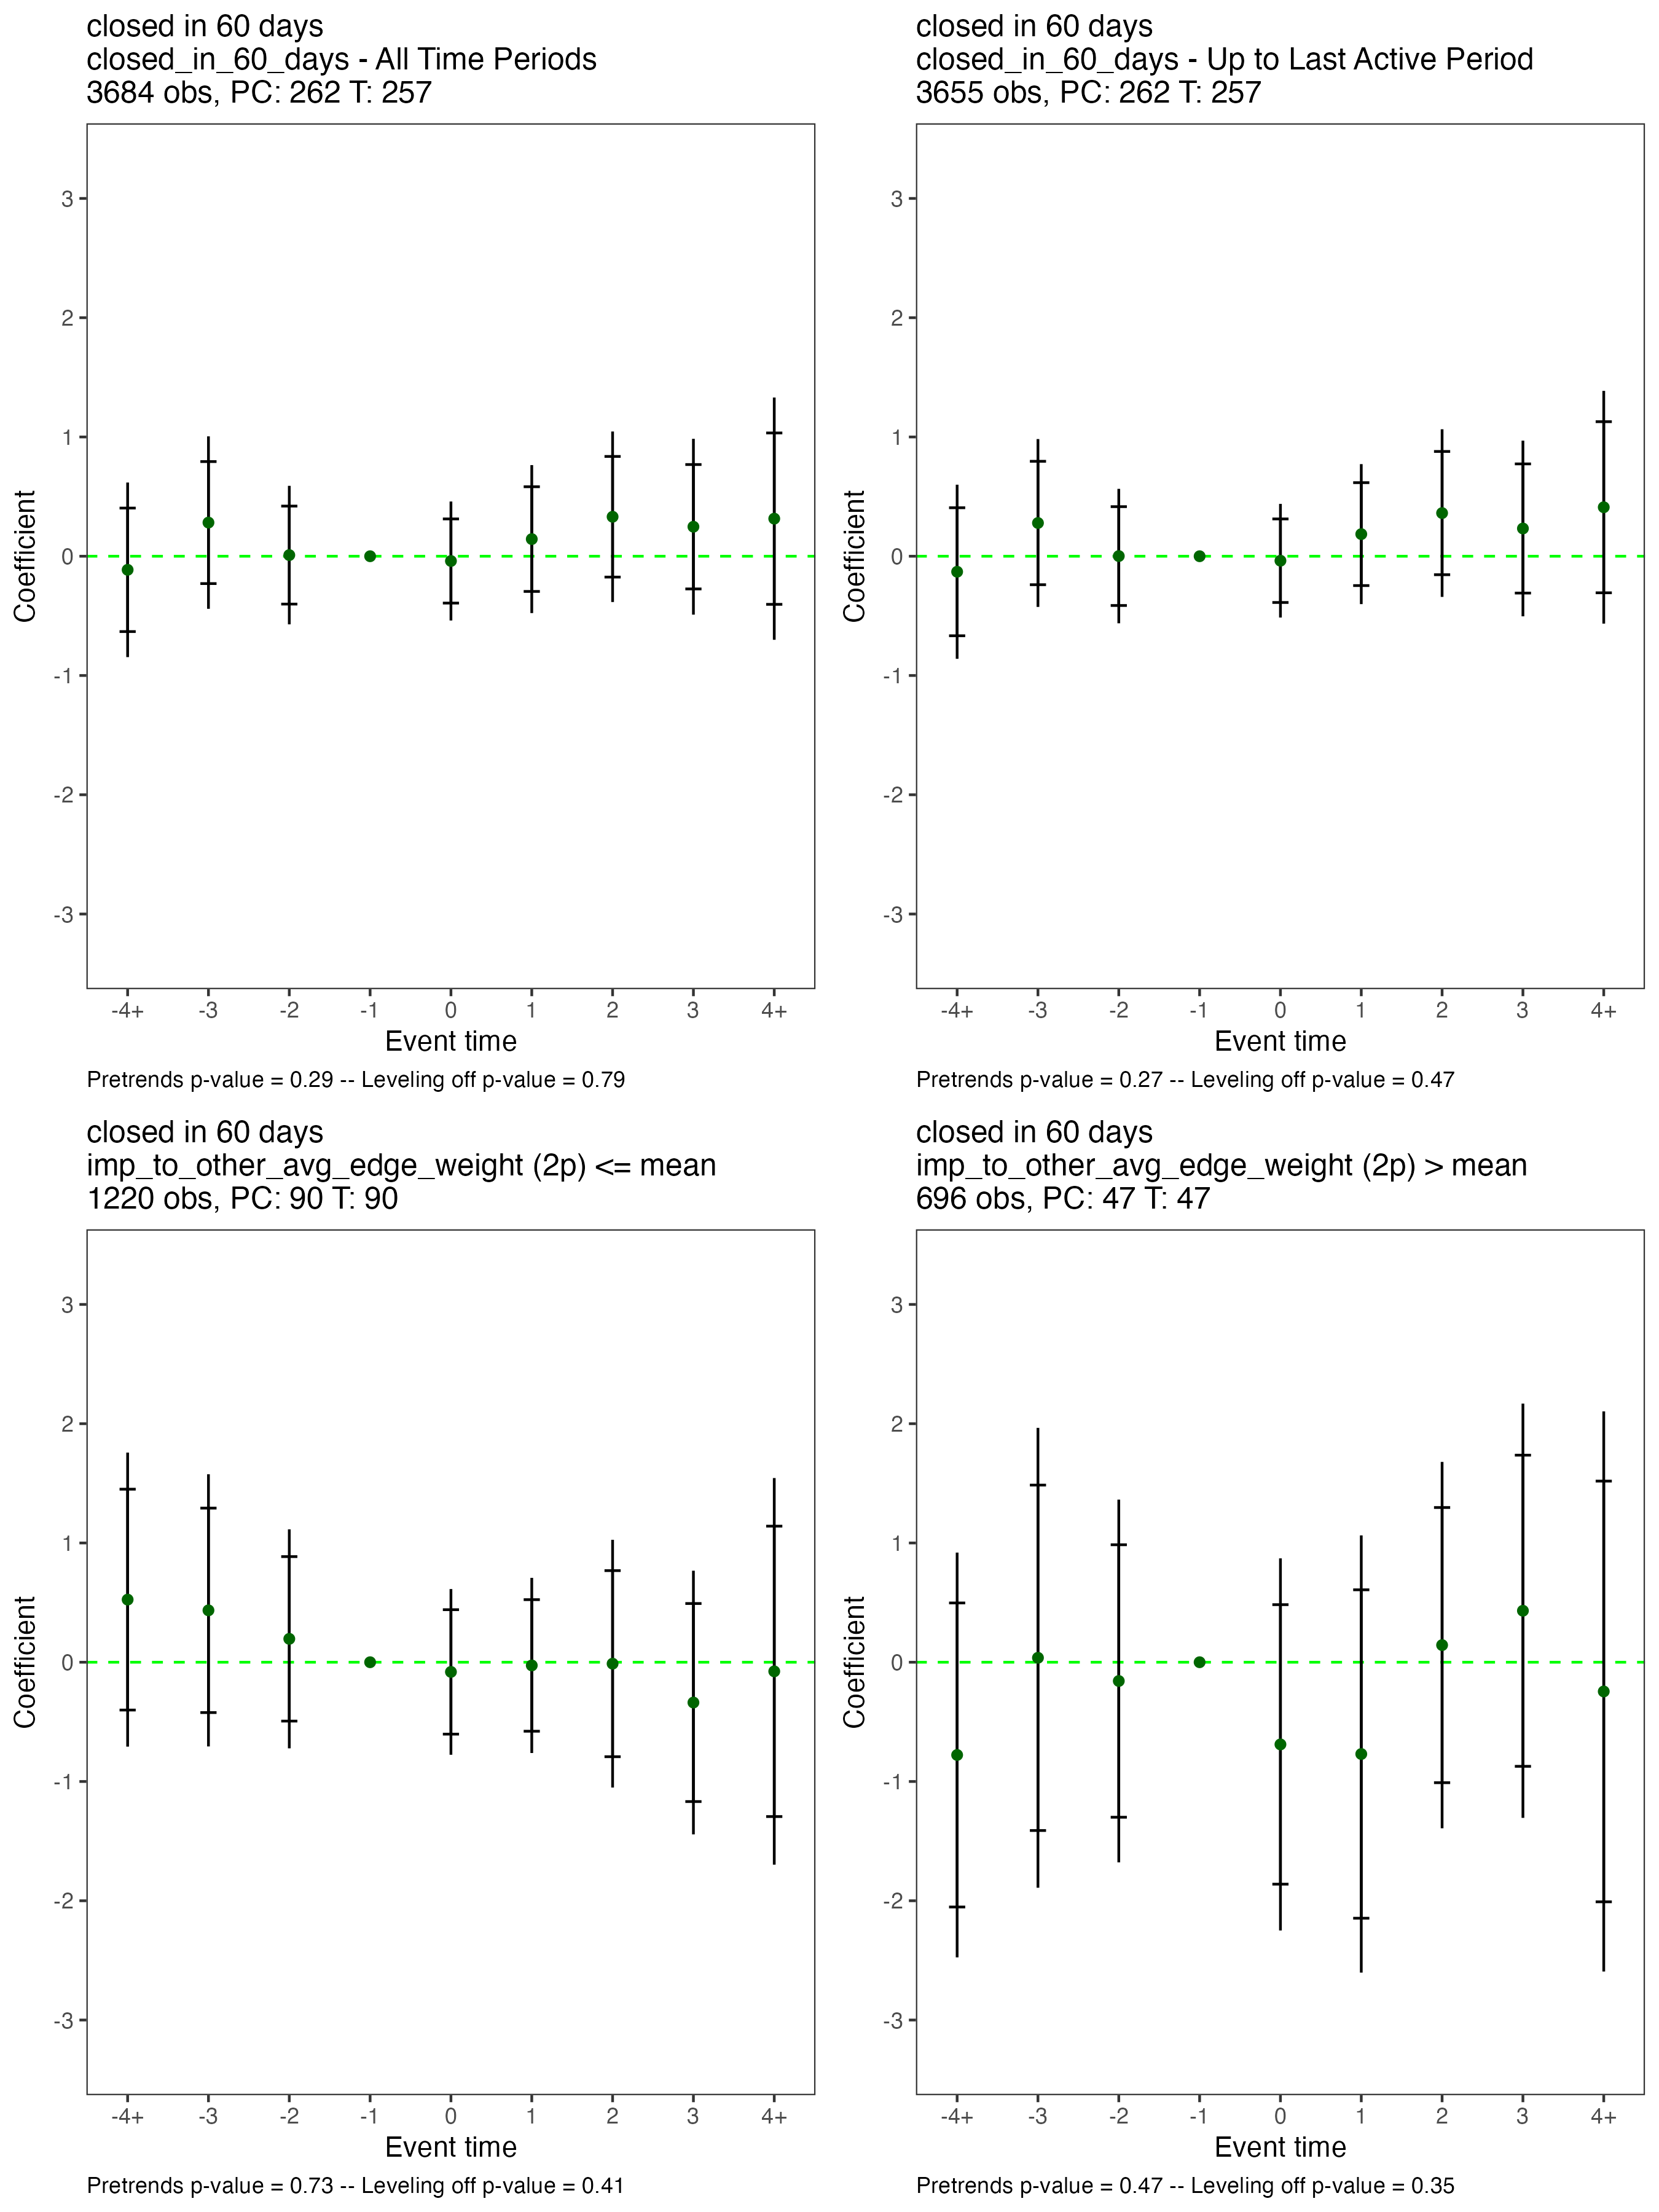 closed in 60 days
closed_in_60_days - All Time Periods
3684 obs, PC: 262 T: 257
Coefficient
3
2
1
0
-1
-2
-3
-4+ -3 -2 -1 0 1 2 3 4+
Event time
Pretrends p-value = 0.29 -- Leveling off p-value = 0.79
closed in 60 days
closed_in_60_days - Up to Last Active Period
3655 obs, PC: 262 T: 257
Coefficient
3
2
1
0
-1
-2
-3
-4+ -3 -2 -1 0 1 2 3 4+
Event time
Pretrends p-value = 0.27 -- Leveling off p-value = 0.47
closed in 60 days
imp_to_other_avg_edge_weight (2p) <= mean
1220 obs, PC: 90 T: 90
Coefficient
3
2
1
0
-1
-2
-3
-4+ -3 -2 -1 0 1 2 3 4+
Event time
Pretrends p-value = 0.73 -- Leveling off p-value = 0.41
closed in 60 days
imp_to_other_avg_edge_weight (2p) > mean
696 obs, PC: 47 T: 47
Coefficient
3
2
1
0
-1
-2
-3
-4+ -3 -2 -1 0 1 2 3 4+
Event time
Pretrends p-value = 0.47 -- Leveling off p-value = 0.35